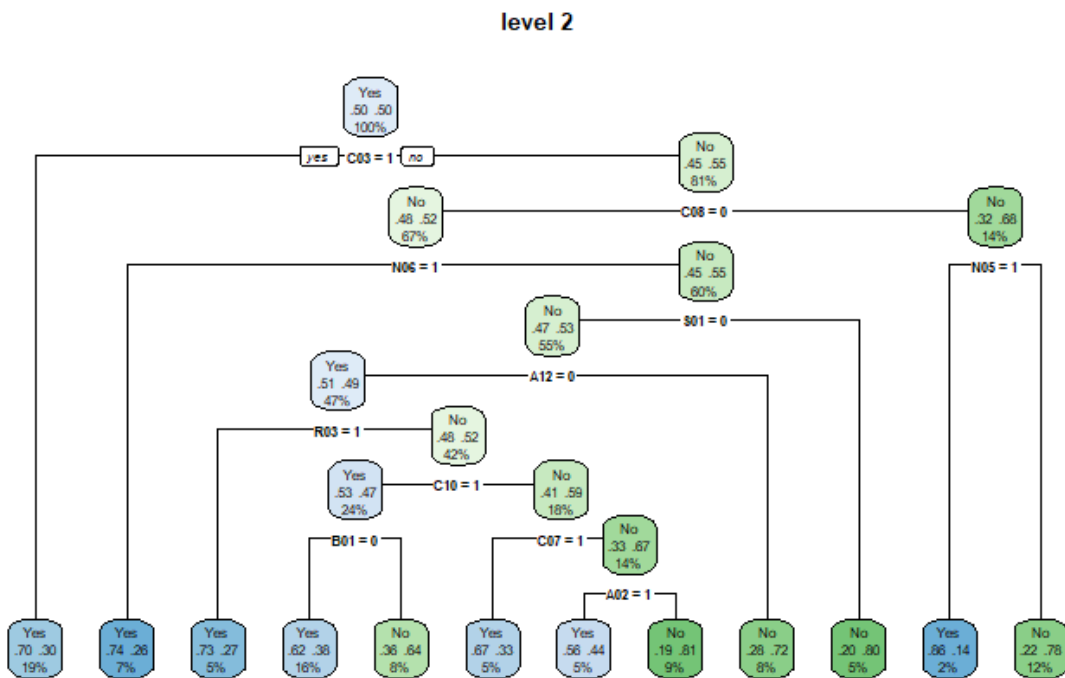 level 2
Yes
.50 .50
100%
yes C03 = 1 no
No
.45 .55
81%
No
.48 .52
67%
C08 = 0
No
.32 .68
14%
N06 = 1
No
.45 .55
60%
N05 = 1
No
.47 .53
55%
S01 = 0
Yes
.51 .49
47%
A12 = 0
R03 = 1
No
.48 .52
42%
Yes
.53 .47
24%
C10 = 1
No
.41 .59
18%
B01 = 0
C07 = 1
No
.33 .67
14%
A02 = 1
Yes
.70 .30
19%
Yes
.74 .26
7%
Yes
.73 .27
5%
Yes
.62 .38
16%
No
.36 .64
8%
Yes
.67 .33
5%
Yes
.56 .44
5%
No
.19 .81
9%
No
.28 .72
8%
No
.20 .80
5%
Yes
.86 .14
2%
No
.22 .78
12%